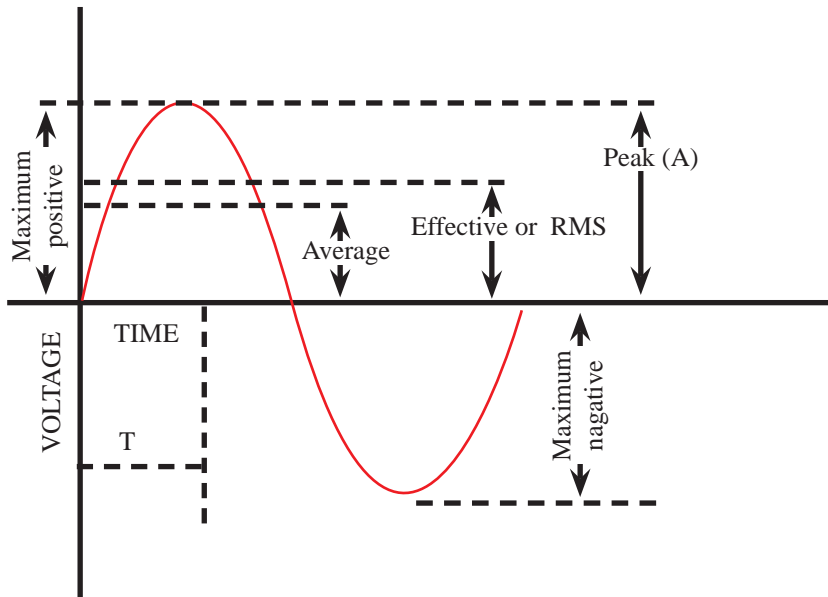 Maximum
positive
Peak (A)
Effective or RMS
Average
TIME
VOLTAGE
T
Maximum
nagative